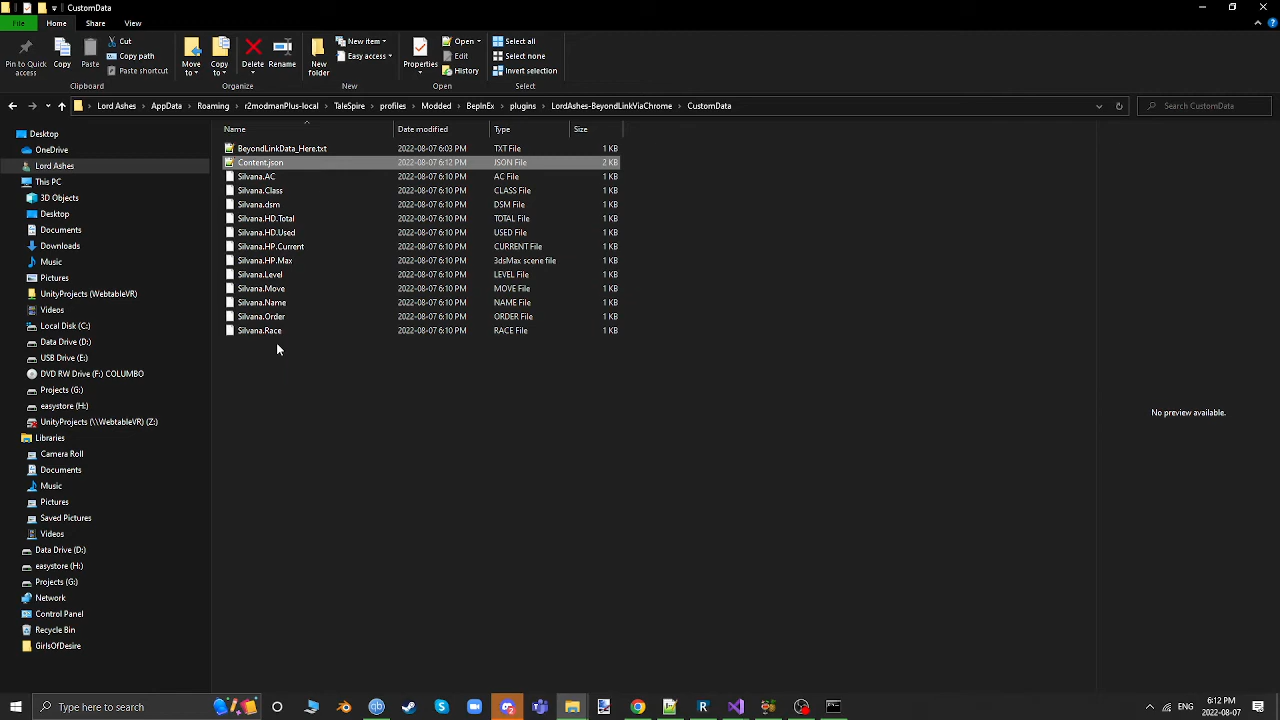 CustomData
File
Home
Share
View
Pin to Quick access
Copy
Paste
Cut
Copy path
Paste shortcut
Clipboard
Move to
Copy to
Delete
Rename
Organize
New folder
New item
Easy access
New
Properties
Open
Edit
History
Open
Select all
Select none
Invert selection
Select
Lord Ashes > AppData > Roaming > r2modmanPlus-local > TaleSpire > profiles > Modded > BepInEx > plugins > LordAshes-BeyondLinkViaChrome > CustomData
Search CustomData
Name Date modified Type Size
BeyondLinkData_Here.txt 2022-08-07 6:03 PM TXT File 1 KB
Content.json 2022-08-07 6:12 PM JSON File 2 KB
Silvana.AC 2022-08-07 6:10 PM AC File 1 KB
Silvana.Class 2022-08-07 6:10 PM CLASS File 1 KB
Silvana.dsm 2022-08-07 6:10 PM DSM File 1 KB
Silvana.HD.Total 2022-08-07 6:10 PM TOTAL File 1 KB
Silvana.HD.Used 2022-08-07 6:10 PM USED File 1 KB
Silvana.HP.Current 2022-08-07 6:10 PM CURRENT File 1 KB
Silvana.HP.Max 2022-08-07 6:10 PM 3dsMax scene file 1 KB
Silvana.Level 2022-08-07 6:10 PM LEVEL File 1 KB
Silvana.Move 2022-08-07 6:10 PM MOVE File 1 KB
Silvana.Name 2022-08-07 6:10 PM NAME File 1 KB
Silvana.Order 2022-08-07 6:10 PM ORDER File 1 KB
Silvana.Race 2022-08-07 6:10 PM RACE File 1 KB
Desktop
OneDrive
Lord Ashes
This PC
3D Objects
Desktop
Documents
Downloads
Music
Pictures
UnityProjects (WebtableVR)
Videos
Local Disk (C:)
Data Drive (D:)
USB Drive (E:)
DVD RW Drive (F:) COLUMBO
Projects (G:)
easystore (H:)
UnityProjects (\\WebtableVR) (Z:)
Libraries
Camera Roll
Documents
Music
Pictures
Saved Pictures
Videos
Data Drive (D:)
easystore (H:)
Projects (G:)
Network
Control Panel
Recycle Bin
GirlsOfDesire
No preview available.
Type here to search
ENG
6:12 PM
2022-08-07